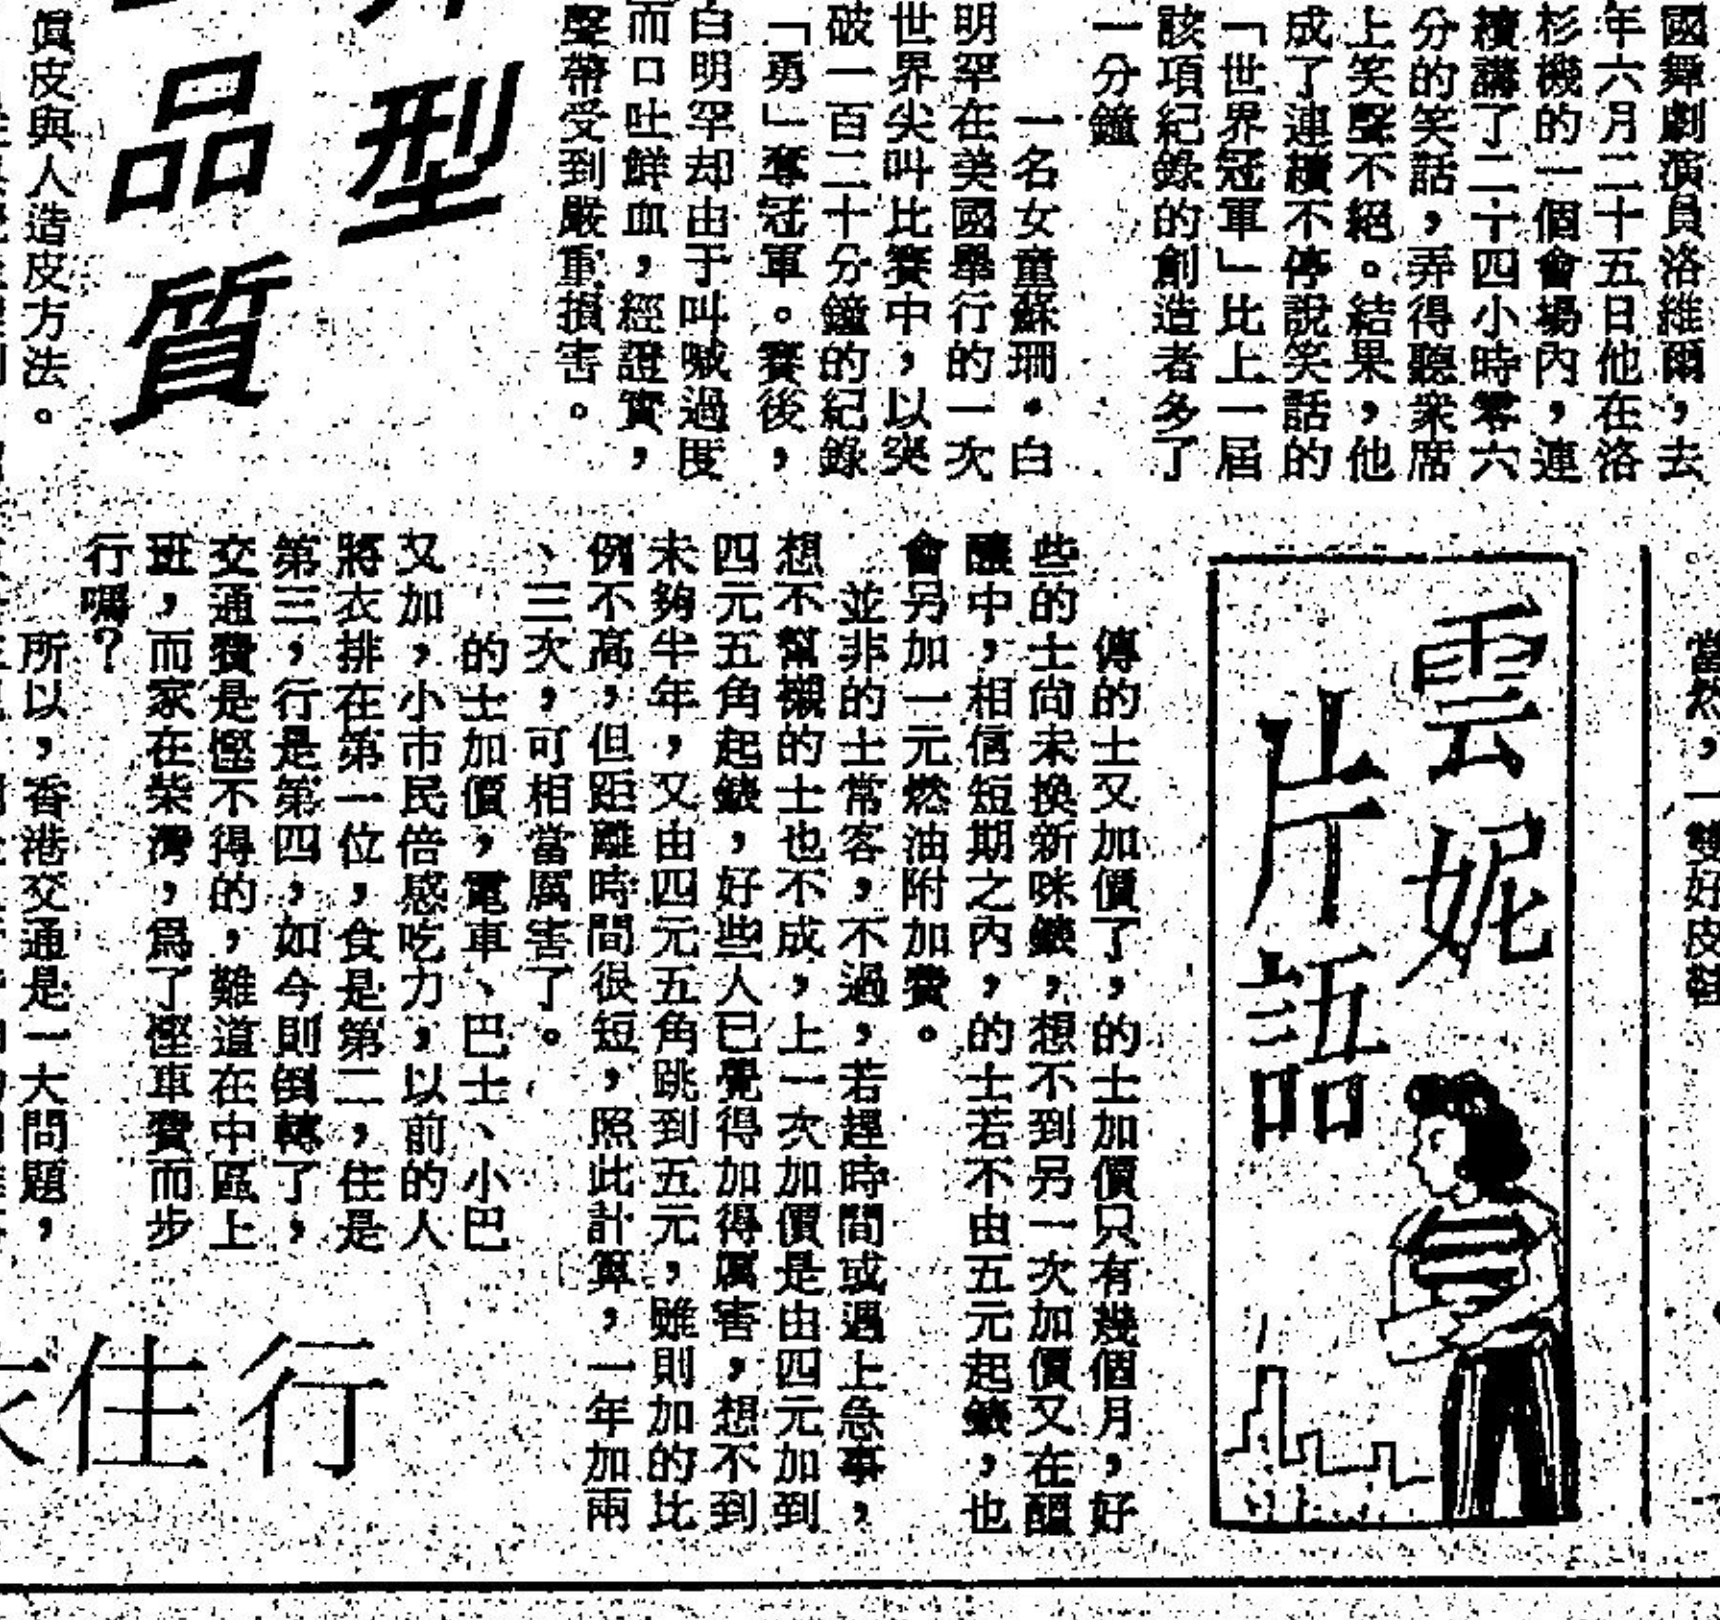 國舞劇演員洛維爾，去
年六月二十五日他在洛
杉機的一個會場內，連
續講了二十四小時零六
分的笑話，弄得聽衆席
上笑聲不絕。結果，他
成了連續不停說笑話的
「世界冠軍」比上一屆
該項紀錄的創造者多了
一分鐘
一名女童蘇珊・白
明罕在美國舉行的一次
世界尖叫比賽中，以突
破一百二十分鐘的紀錄
「勇」奪冠軍。賽後，
白明罕却由于叫喊過度
而口吐鮮血，經證實，
聲帶受到嚴重損害。
型
品質
眞皮與人造皮方法。
當然，一雙好皮鞋
雲妮
片語
傳的士又加價了，的士加價只有幾個月，好
些的士尚未換新咪錶，想不到另一次加價又在醞
釀中，相信短期之內，的士若不由五元起錶，也
會另加一元燃油附加費。
並非的士常客，不過，若趕時間或遇上急事，
想不幫襯的士也不成，上一次加價是由四元加到
四元五角起錶，好些人已覺得加得厲害，想不到
未夠半年，又由四元五角跳到五元，雖則加的比
例不高，但距離時間很短，照此計算，一年加兩
、三次，可相當厲害了。
的士加價，電車、巴士、小巴
又加，小市民倍感吃力，以前的人
將衣排在第一位，食是第二，住是
第三，行是第四，如今則倒轉了，
交通費是慳不得的，難道在中區上
班，而家在柴灣，爲了慳車費而步
行嗎？
所以，香港交通是一大問題，
行住